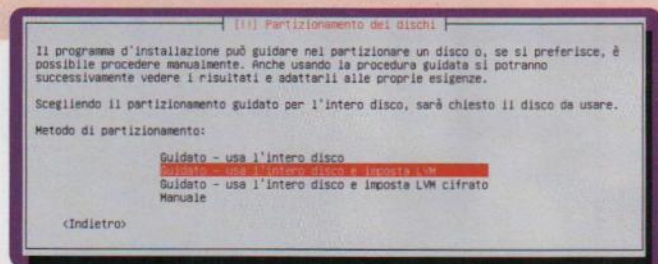 [!!] Partizionamento dei dischi
Il programma d'installazione può guidare nel partizionare un disco o, se si preferisce, è
possibile procedere manualmente. Anche usando la procedura guidata si potranno
successivamente vedere i risultati e adattarli alle proprie esigenze.
Scegliendo il partizionamento guidato per l'intero disco, sarà chiesto il disco da usare.
Metodo di partizionamento:
Guidato - usa l'intero disco
Guidato - usa l'intero disco e imposta LVM
Guidato - usa l'intero disco e imposta LVM cifrato
Manuale
<Indietro>